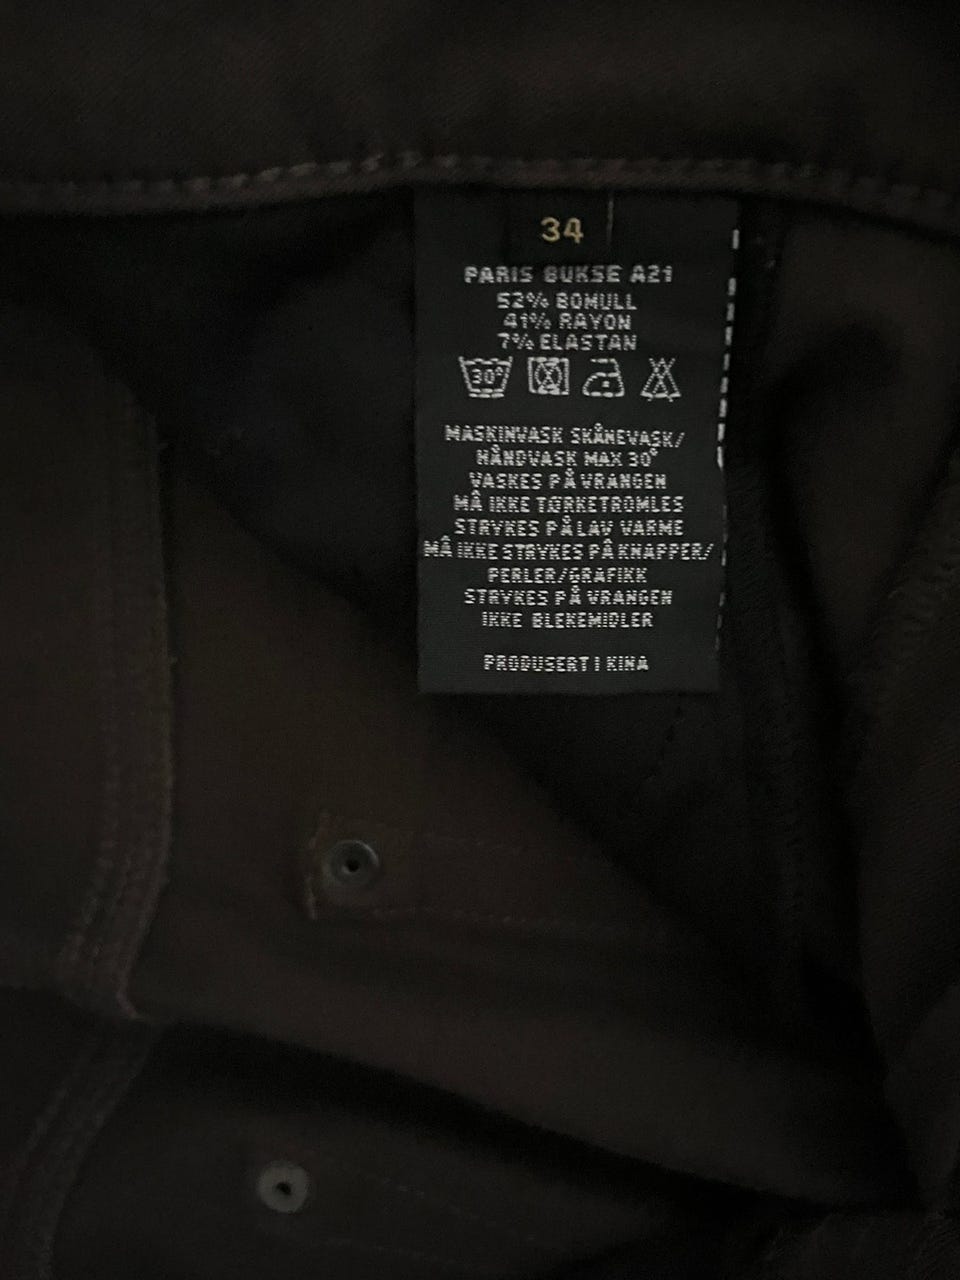 34
PARIS BUKSE A21
52% BOMULL
41% RAYON
7% ELASTAN
30°
MASKINVASK SKÅNEVASK/
HÅNDVASK MAX 30°
VASKES PÅ VRANGEN
MÅ IKKE TØRKETROMLES
STRYKES PÅ LAV VARME
MÅ IKKE STRYKES PÅ KNAPPER/
PERLER/GRAFIKK
STRYKES PÅ VRANGEN
IKKE BLEKEMIDLER
PRODUSERT I KINA